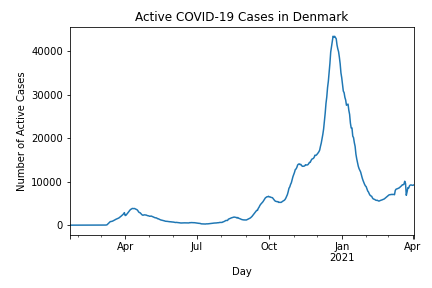 Active COVID-19 Cases in Denmark
Number of Active Cases
40000
30000
20000
10000
0
Apr
Jul
Oct
Jan
2021
Apr
Day